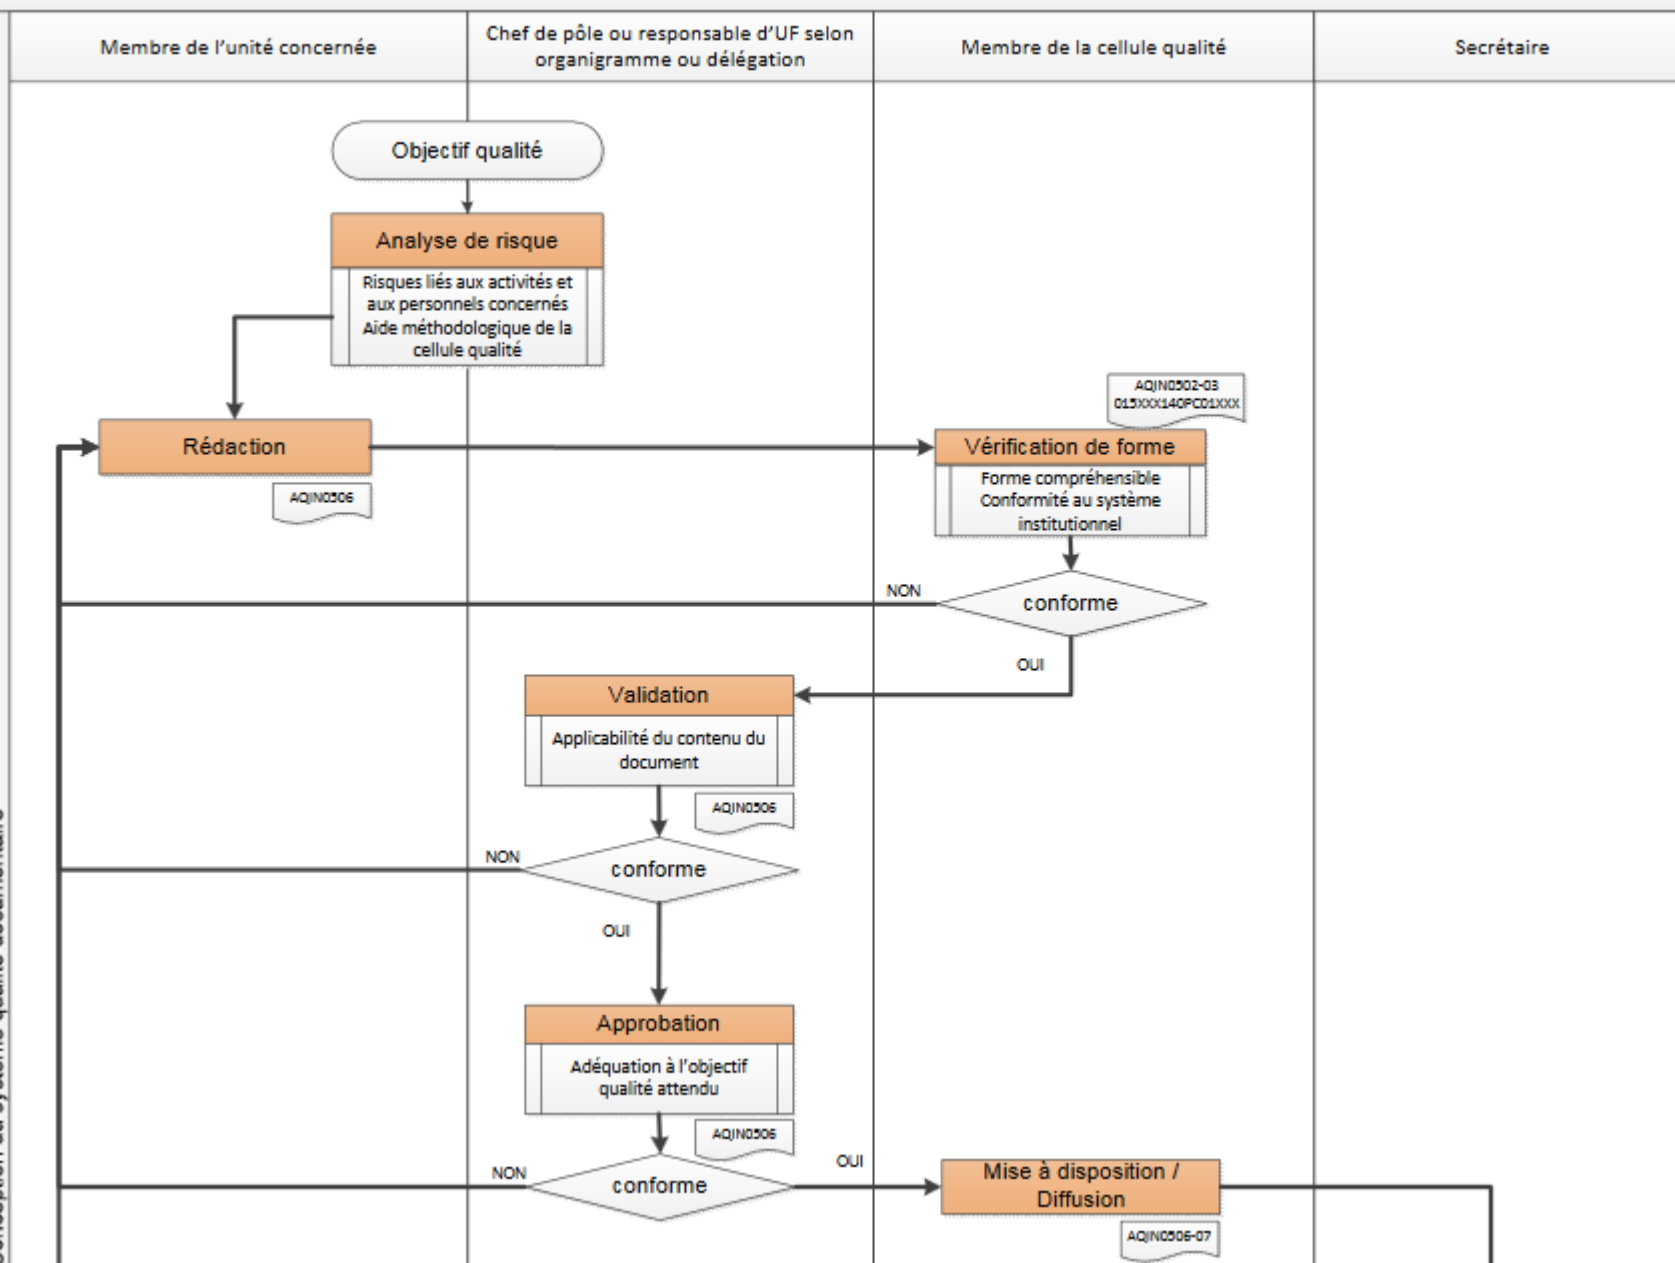 Membre de l'unité concernée
Chef de pôle ou responsable d'UF selon
organigramme ou délégation
Membre de la cellule qualité
Secrétaire
Objectif qualité
Analyse de risque
Risques liés aux activités et
aux personnels concernés
Aide méthodologique de la
cellule qualité
AQIN0502-03
015XXX140PC01XXX
Rédaction
Vérification de forme
AQIN0506
Forme compréhensible
Conformité au système
institutionnel
NON
conforme
OUI
Validation
Applicabilité du contenu du
document
AQIN0506
NON
conforme
OUI
Approbation
Adéquation à l'objectif
qualité attendu
AQIN0506
NON
conforme
OUI
Mise à disposition /
Diffusion
AQIN0506-07